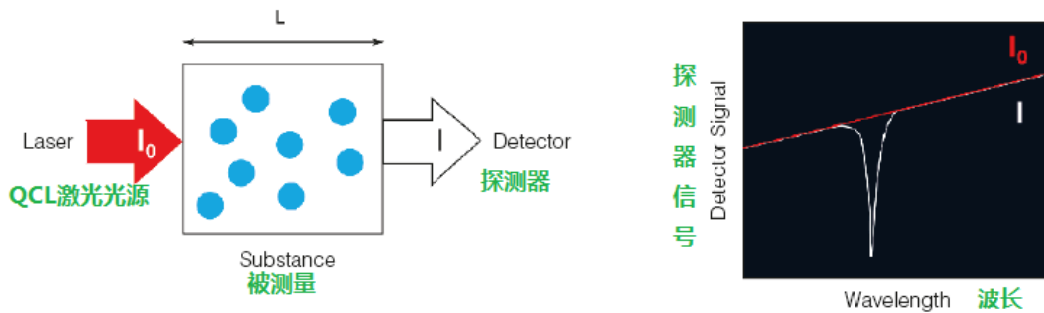 L
Laser
I0
I
Detector
QCL激光光源
探测器
Substance
被测量
探测器信号
Detector Signal
I0
I
Wavelength 波长